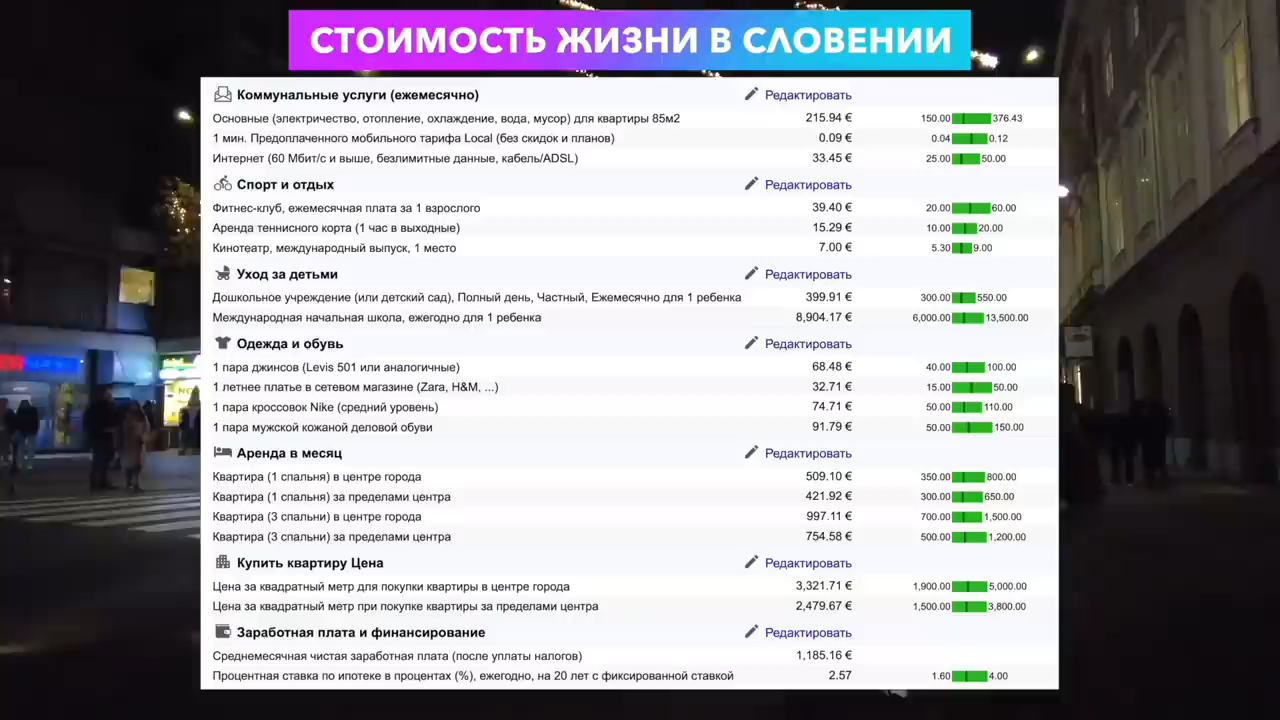 СТОИМОСТЬ ЖИЗНИ В СЛОВЕНИИ
Коммунальные услуги (ежемесячно) Редактировать
Основные (электричество, отопление, охлаждение, вода, мусор) для квартиры 85м2 215.94 € 150.00 376.43
1 мин. Предоплаченного мобильного тарифа Local (без скидок и планов) 0.09 € 0.04 0.12
Интернет (60 Мбит/с и выше, безлимитные данные, кабель/ADSL) 33.45 € 25.00 50.00
Спорт и отдых Редактировать
Фитнес-клуб, ежемесячная плата за 1 взрослого 39.40 € 20.00 60.00
Аренда теннисного корта (1 час в выходные) 15.29 € 10.00 20.00
Кинотеатр, международный выпуск, 1 место 7.00 € 5.30 9.00
Уход за детьми Редактировать
Дошкольное учреждение (или детский сад), Полный день, Частный, Ежемесячно для 1 ребенка 399.91 € 300.00 550.00
Международная начальная школа, ежегодно для 1 ребенка 8,904.17 € 6,000.00 13,500.00
Одежда и обувь Редактировать
1 пара джинсов (Levis 501 или аналогичные) 68.48 € 40.00 100.00
1 летнее платье в сетевом магазине (Zara, H&M, ...) 32.71 € 15.00 50.00
1 пара кроссовок Nike (средний уровень) 74.71 € 50.00 110.00
1 пара мужской кожаной деловой обуви 91.79 € 50.00 150.00
Аренда в месяц Редактировать
Квартира (1 спальня) в центре города 509.10 € 350.00 800.00
Квартира (1 спальня) за пределами центра 421.92 € 300.00 650.00
Квартира (3 спальни) в центре города 997.11 € 700.00 1,500.00
Квартира (3 спальни) за пределами центра 754.58 € 500.00 1,200.00
Купить квартиру Цена Редактировать
Цена за квадратный метр для покупки квартиры в центре города 3,321.71 € 1,900.00 5,000.00
Цена за квадратный метр при покупке квартиры за пределами центра 2,479.67 € 1,500.00 3,800.00
Заработная плата и финансирование Редактировать
Среднемесячная чистая заработная плата (после уплаты налогов) 1,185.16 €
Процентная ставка по ипотеке в процентах (%), ежегодно, на 20 лет с фиксированной ставкой 2.57 1.60 4.00